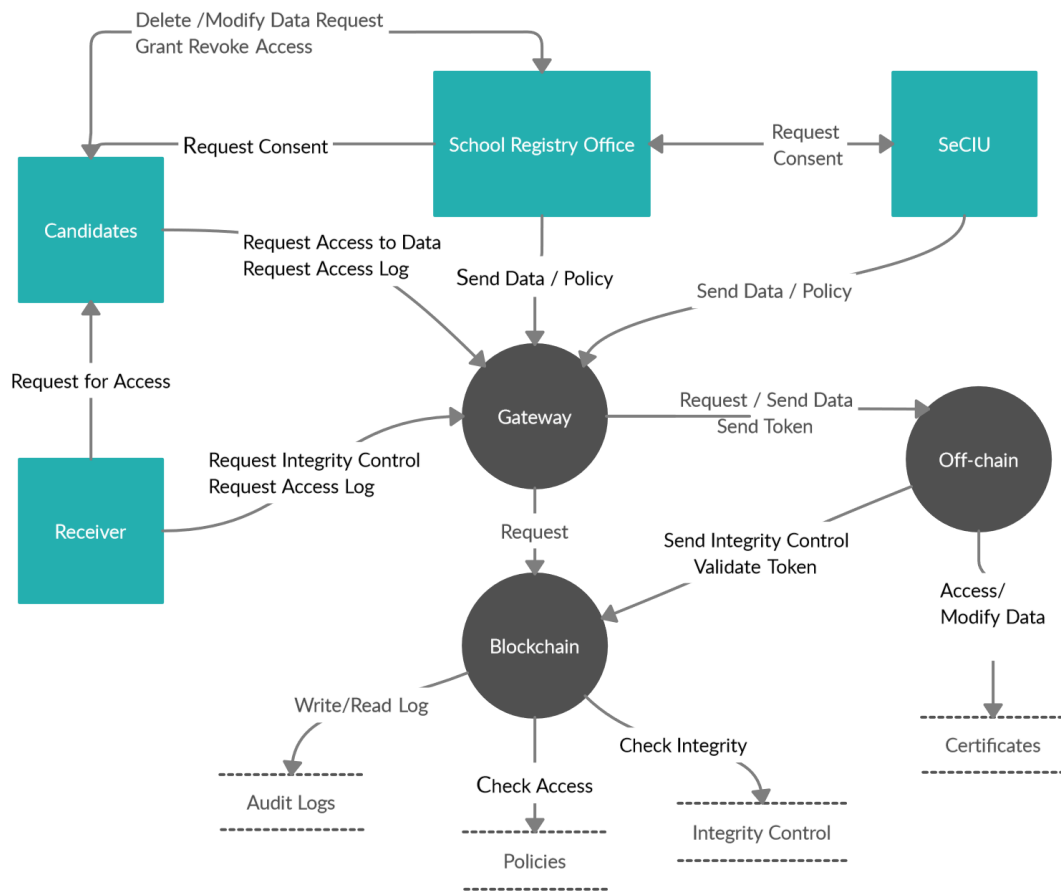 Delete /Modify Data Request
Grant Revoke Access
Request Consent
School Registry Office
Request
Consent
SeCIU
Candidates
Request Access to Data
Request Access Log
Send Data / Policy
Send Data / Policy
Request for Access
Gateway
Request / Send Data
Send Token
Off-chain
Request Integrity Control
Request Access Log
Receiver
Request
Send Integrity Control
Validate Token
Access/
Modify Data
Blockchain
Write/Read Log
Check Integrity
Certificates
Check Access
Audit Logs
Integrity Control
Policies